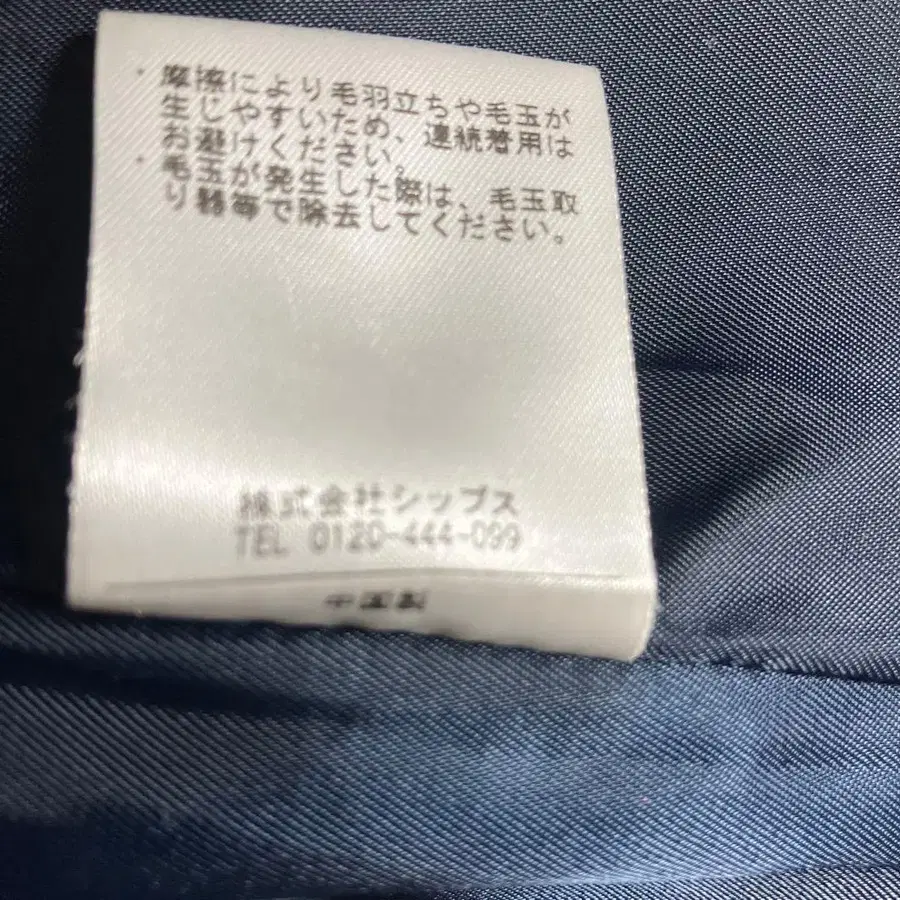 ・摩擦により毛羽立ちや毛玉が
生じやすいため、連続着用は
お避けください。
・毛玉が発生した際は、毛玉取
り器等で除去してください。
株式会社シップス
TEL 0120-444-099
中国製